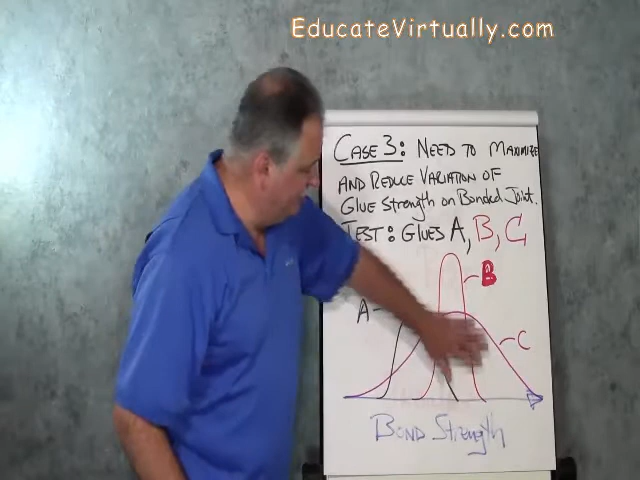 EducateVirtually.com
CASE 3: NEED TO MAXIMIZE
AND REDUCE VARIATION OF
GLUE STRENGTH ON BONDED JOINT.
TEST: GLUES A, B, C
B
A
C
BOND STRENGTH